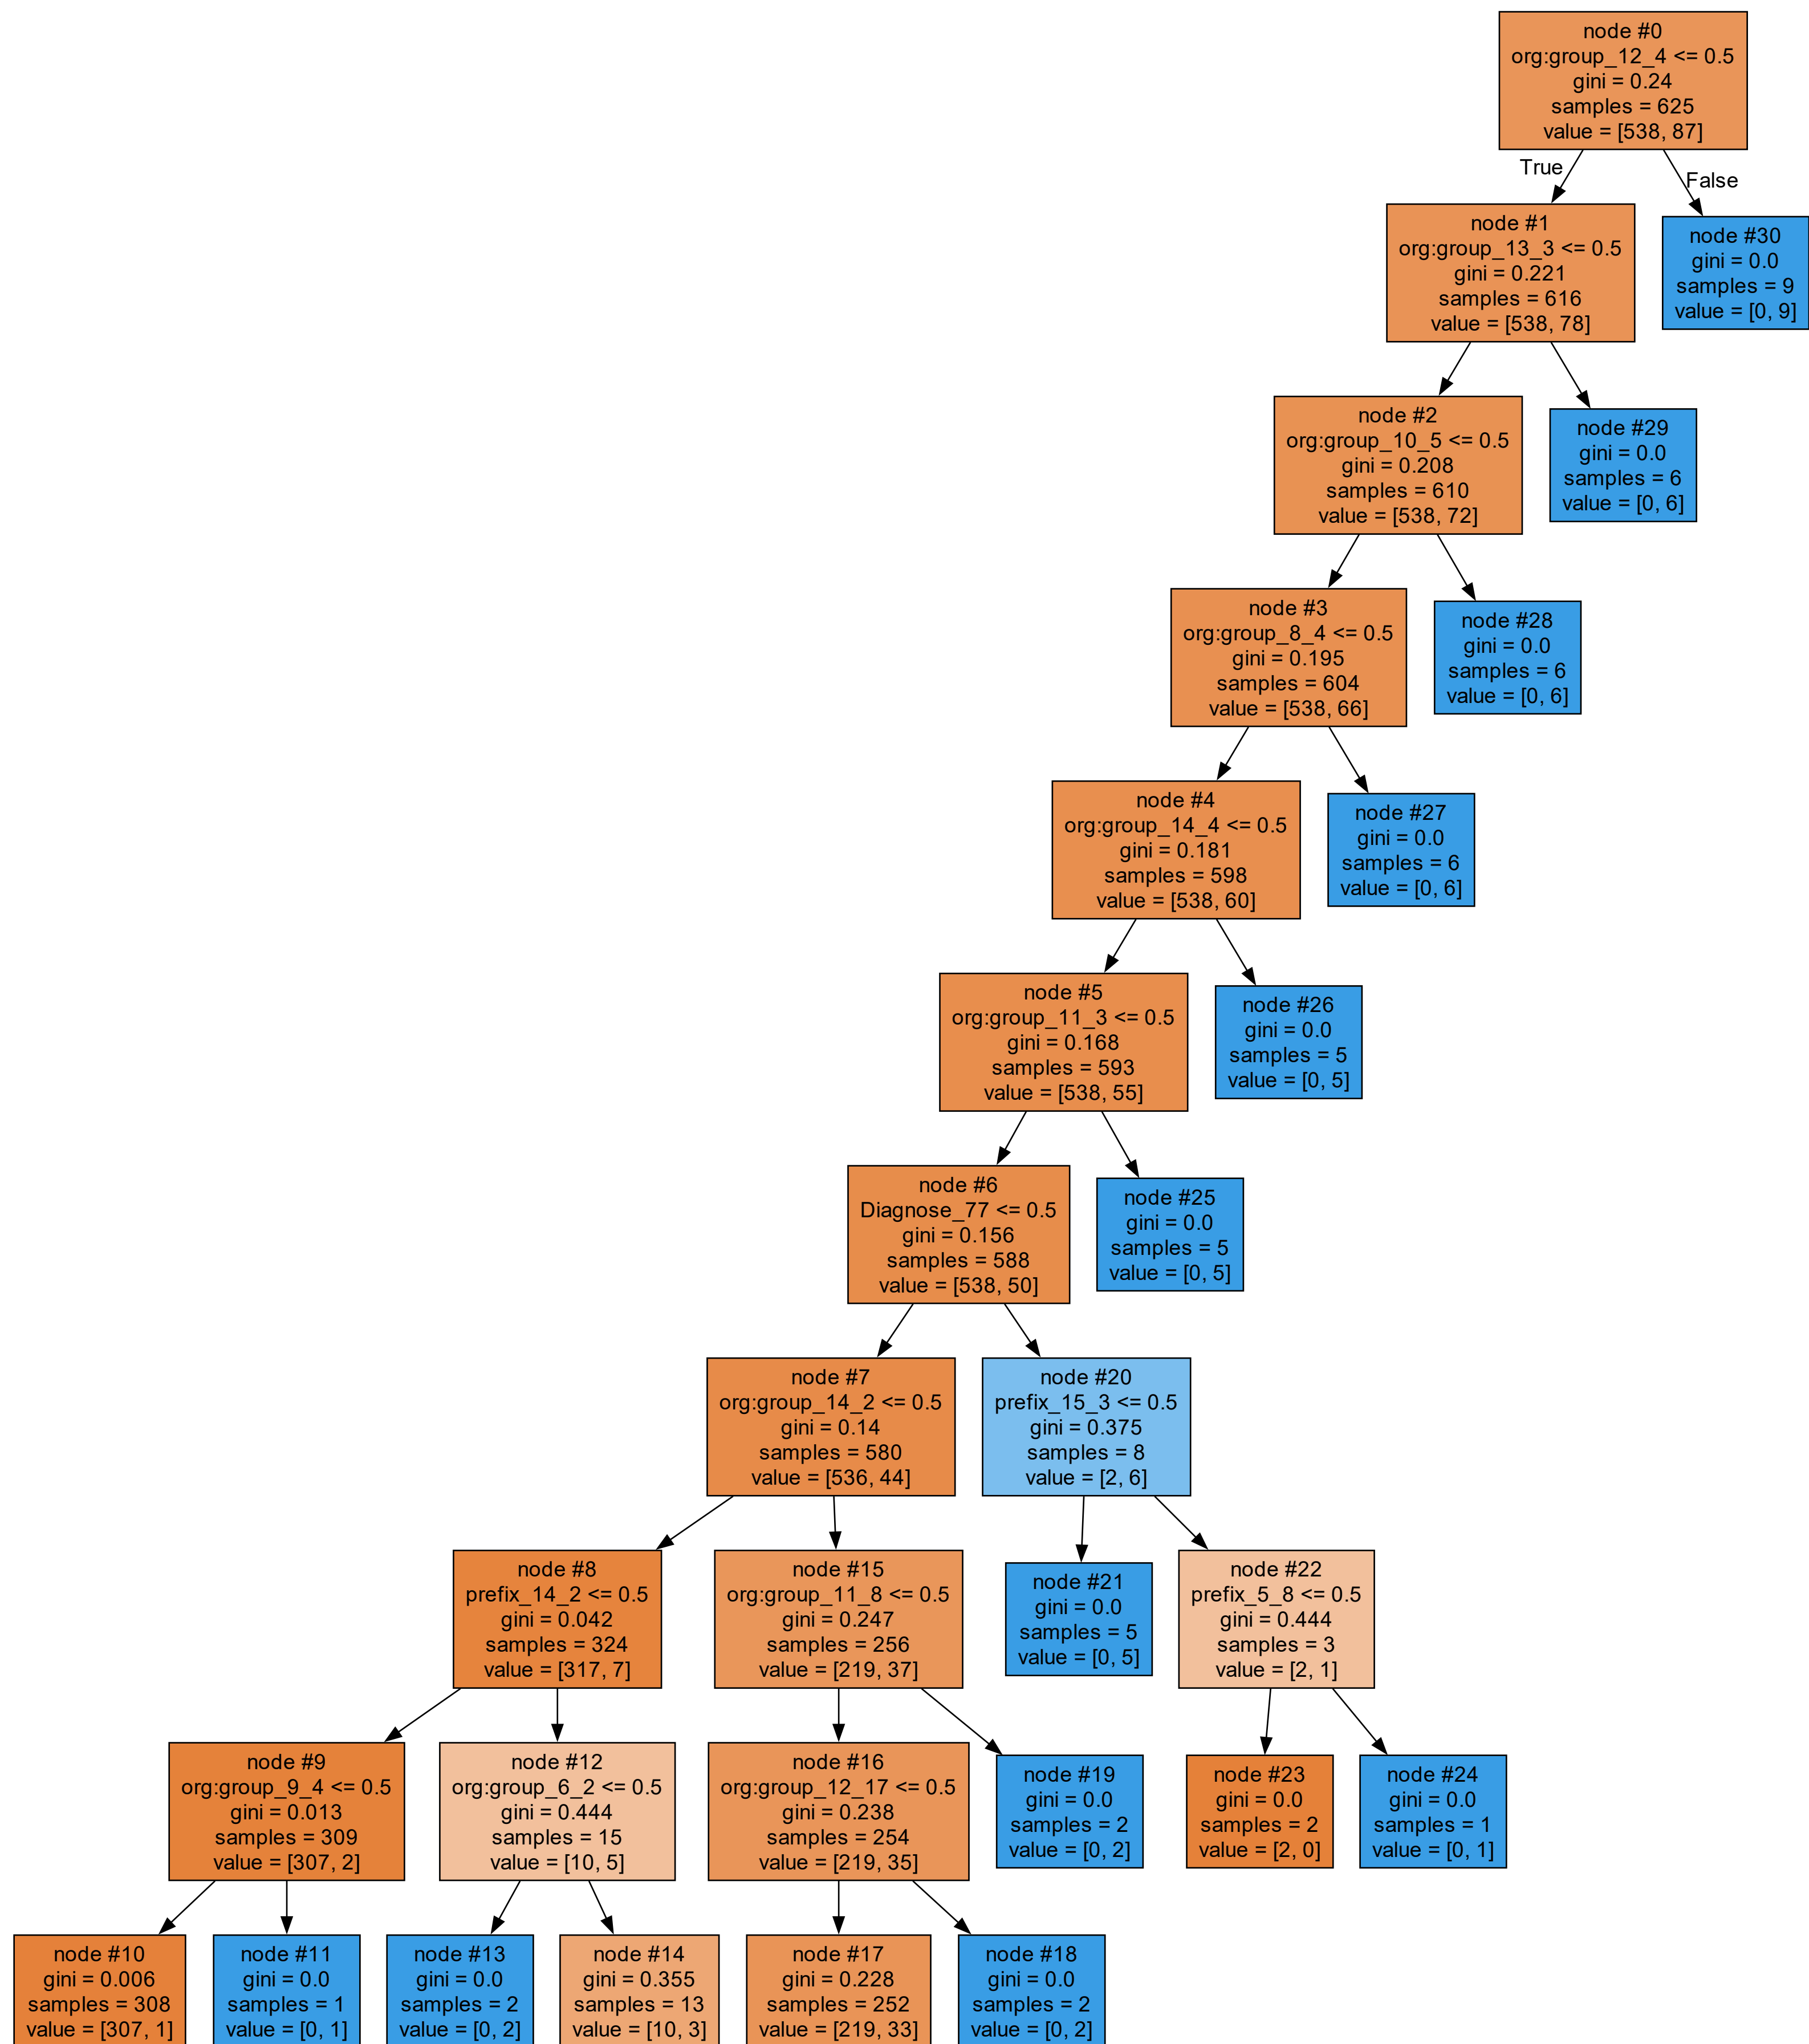 node #0
org:group_12_4 <= 0.5
gini = 0.24
samples = 625
value = [538, 87]
True
False
node #1
org:group_13_3 <= 0.5
gini = 0.221
samples = 616
value = [538, 78]
node #30
gini = 0.0
samples = 9
value = [0, 9]
node #2
org:group_10_5 <= 0.5
gini = 0.208
samples = 610
value = [538, 72]
node #29
gini = 0.0
samples = 6
value = [0, 6]
node #3
org:group_8_4 <= 0.5
gini = 0.195
samples = 604
value = [538, 66]
node #28
gini = 0.0
samples = 6
value = [0, 6]
node #4
org:group_14_4 <= 0.5
gini = 0.181
samples = 598
value = [538, 60]
node #27
gini = 0.0
samples = 6
value = [0, 6]
node #5
org:group_11_3 <= 0.5
gini = 0.168
samples = 593
value = [538, 55]
node #26
gini = 0.0
samples = 5
value = [0, 5]
node #6
Diagnose_77 <= 0.5
gini = 0.156
samples = 588
value = [538, 50]
node #25
gini = 0.0
samples = 5
value = [0, 5]
node #7
org:group_14_2 <= 0.5
gini = 0.14
samples = 580
value = [536, 44]
node #20
prefix_15_3 <= 0.5
gini = 0.375
samples = 8
value = [2, 6]
node #8
prefix_14_2 <= 0.5
gini = 0.042
samples = 324
value = [317, 7]
node #15
org:group_11_8 <= 0.5
gini = 0.247
samples = 256
value = [219, 37]
node #21
gini = 0.0
samples = 5
value = [0, 5]
node #22
prefix_5_8 <= 0.5
gini = 0.444
samples = 3
value = [2, 1]
node #9
org:group_9_4 <= 0.5
gini = 0.013
samples = 309
value = [307, 2]
node #12
org:group_6_2 <= 0.5
gini = 0.444
samples = 15
value = [10, 5]
node #16
org:group_12_17 <= 0.5
gini = 0.238
samples = 254
value = [219, 35]
node #19
gini = 0.0
samples = 2
value = [0, 2]
node #23
gini = 0.0
samples = 2
value = [2, 0]
node #24
gini = 0.0
samples = 1
value = [0, 1]
node #10
gini = 0.006
samples = 308
value = [307, 1]
node #11
gini = 0.0
samples = 1
value = [0, 1]
node #13
gini = 0.0
samples = 2
value = [0, 2]
node #14
gini = 0.355
samples = 13
value = [10, 3]
node #17
gini = 0.228
samples = 252
value = [219, 33]
node #18
gini = 0.0
samples = 2
value = [0, 2]